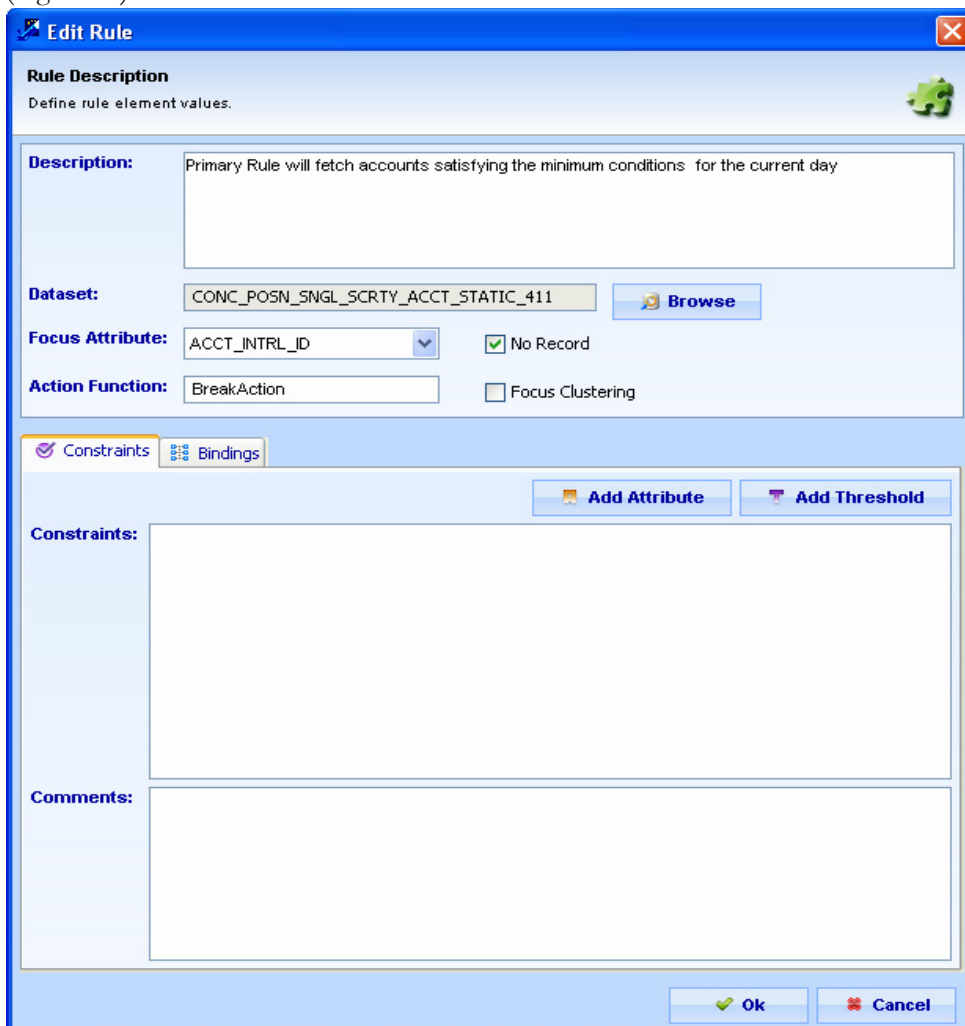 Edit Rule
Rule Description
Define rule element values.
Description: Primary Rule will fetch accounts satisfying the minimum conditions  for the current day
Dataset: CONC_POSN_SNGL_SCRTY_ACCT_STATIC_411 Browse
Focus Attribute: ACCT_INTRL_ID No Record
Action Function: BreakAction Focus Clustering
Constraints Bindings
Add Attribute Add Threshold
Constraints:
Comments:
Ok Cancel